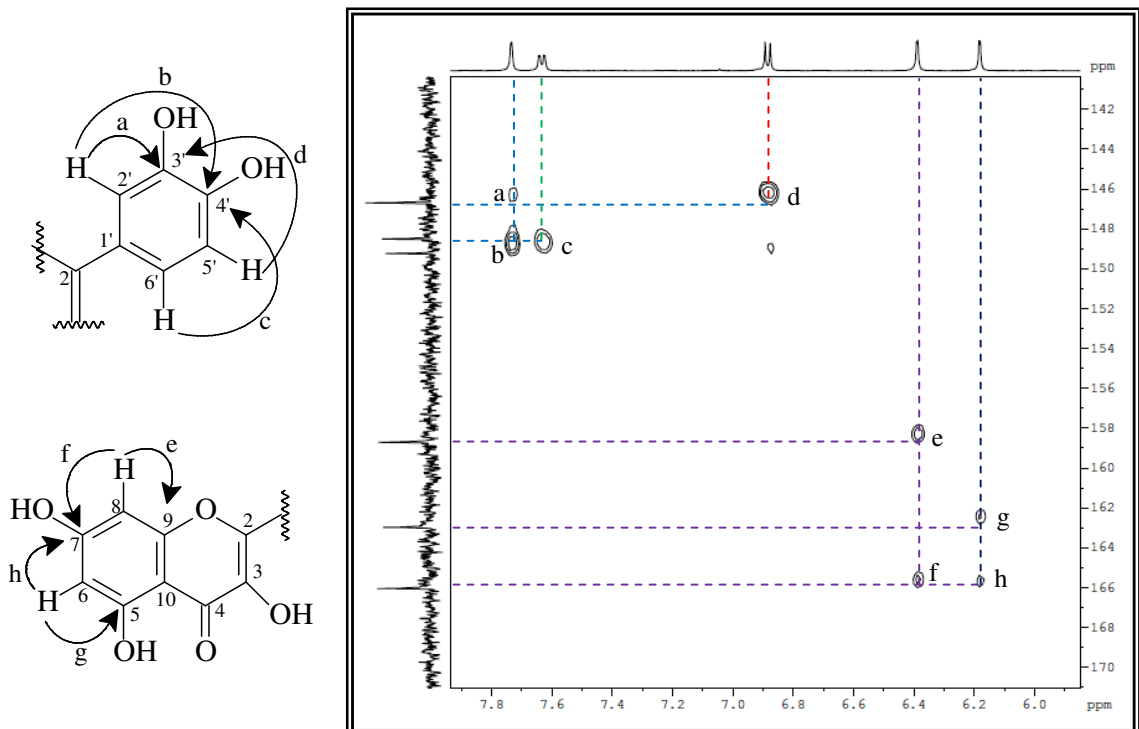 b
OH
a
H
3'
OH
d
2'
4'
1'
5'
2
6'
H
H
c
f
e
H
HO
8
O
9
2
7
3
h
6
10
4
H
5
OH
g
OH
O
ppm
142
144
146
148
150
152
154
156
158
160
162
164
166
168
170
a
d
b
c
e
g
f
h
7.8
7.6
7.4
7.2
7.0
6.8
6.6
6.4
6.2
6.0
ppm